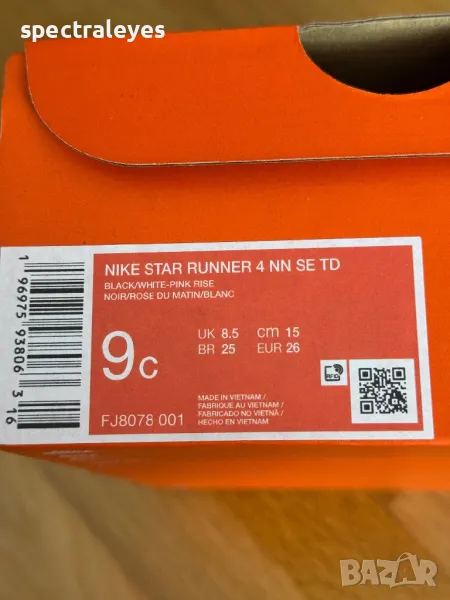 spectraleyes
NIKE STAR RUNNER 4 NN SE TD
BLACK/WHITE-PINK RISE
NOIR/ROSE DU MATIN/BLANC
9C
UK 8.5 cm 15
BR 25 EUR 26
RFID
FJ8078 001
MADE IN VIETNAM /
FABRIQUÉ AU VIETNAM /
FABRICADO NO VIETNÃ /
HECHO EN VIETNAM
1 96975 93806 3 16
BAZAR